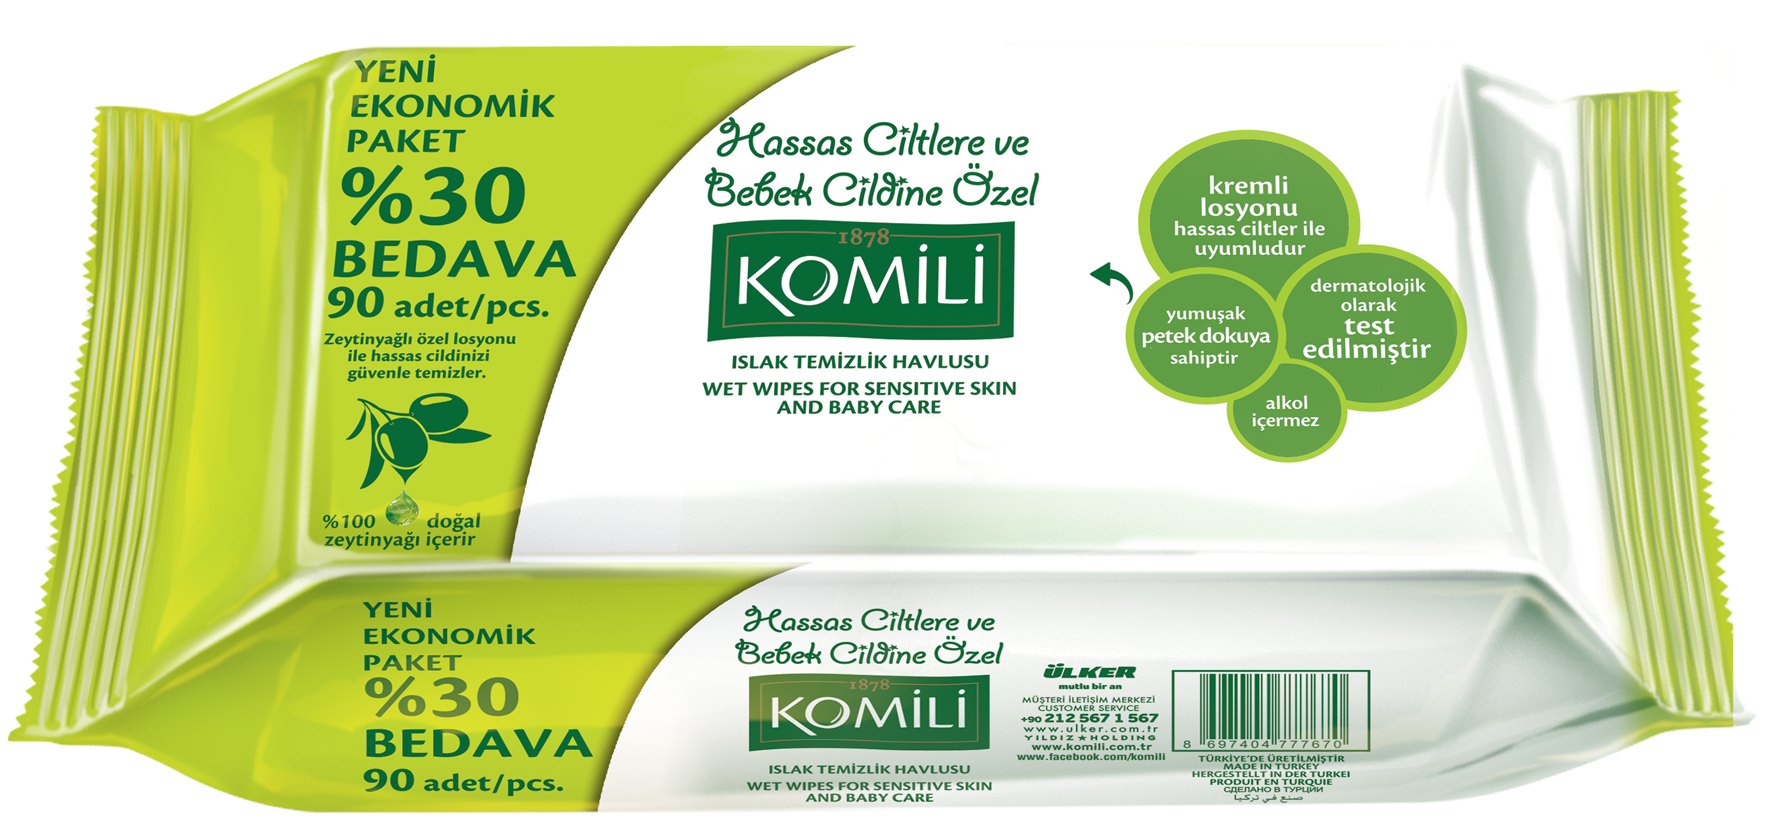 YENİ
EKONOMİK
PAKET
%30
BEDAVA
90 adet/pcs.
Zeytinyağlı özel losyonu
ile hassas cildinizi
güvenle temizler.
%100 doğal
zeytinyağı içerir
Hassas Ciltlere ve
Bebek Cildine Özel
1878
KOMİLİ
ISLAK TEMİZLİK HAVLUSU
WET WIPES FOR SENSITIVE SKIN
AND BABY CARE
kremli
losyonu
hassas ciltler ile
uyumludur
dermatolojik
olarak
test
edilmiştir
yumuşak
petek dokuya
sahiptir
alkol
içermez
YENİ
EKONOMİK
PAKET
%30
BEDAVA
90 adet/pcs.
Hassas Ciltlere ve
Bebek Cildine Özel
1878
KOMİLİ
ISLAK TEMİZLİK HAVLUSU
WET WIPES FOR SENSITIVE SKIN
AND BABY CARE
ÜLKER
mutlu bir an
MÜŞTERİ İLETİŞİM MERKEZİ
CUSTOMER SERVICE
+90 212 567 1 567
www.ulker.com.tr
YILDIZ★HOLDING
www.komili.com.tr
www.facebook.com/komili
8 697404 777670
TÜRKİYE'DE ÜRETİLMİŞTİR
MADE IN TURKEY
HERGESTELLT IN DER TURKEI
PRODUIT EN TURQUIE
СДЕЛАНО В ТУРЦИИ
صنع في تركيا